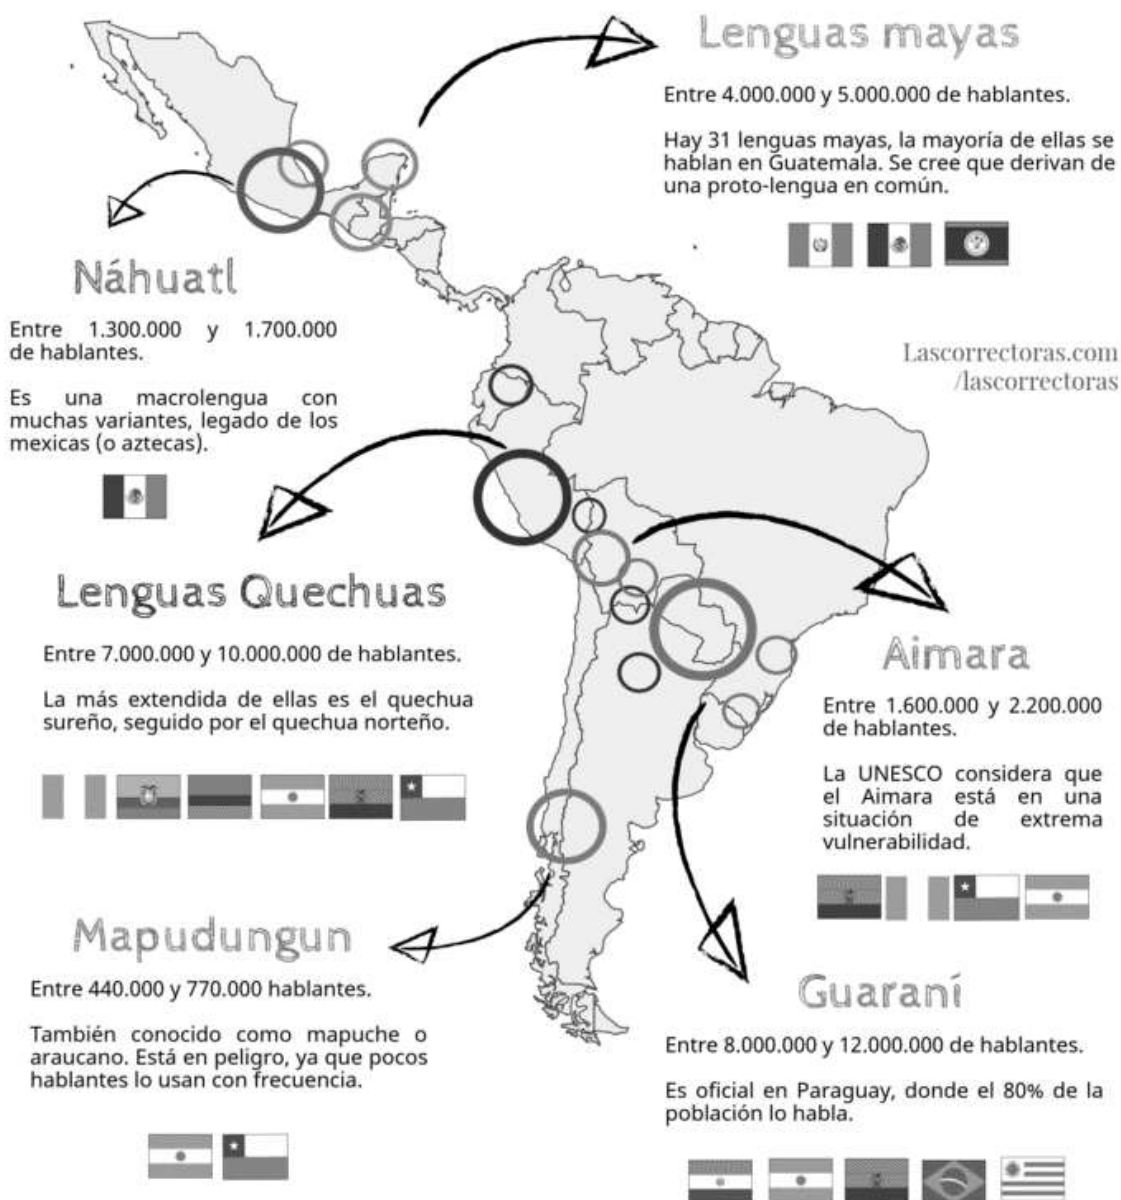 Lenguas mayas
Entre 4.000.000 y 5.000.000 de hablantes.
Hay 31 lenguas mayas, la mayoría de ellas se
hablan en Guatemala. Se cree que derivan de
una proto-lengua en común.
Náhuatl
Entre 1.300.000 y 1.700.000
de hablantes.
Es una macrolengua con
muchas variantes, legado de los
mexicas (o aztecas).
Lascorrectoras.com
/lascorrectoras
Lenguas Quechuas
Entre 7.000.000 y 10.000.000 de hablantes.
La más extendida de ellas es el quechua
sureño, seguido por el quechua norteño.
Aimara
Entre 1.600.000 y 2.200.000
de hablantes.
La UNESCO considera que
el Aimara está en una
situación de extrema
vulnerabilidad.
Mapudungun
Entre 440.000 y 770.000 hablantes.
También conocido como mapuche o
araucano. Está en peligro, ya que pocos
hablantes lo usan con frecuencia.
Guaraní
Entre 8.000.000 y 12.000.000 de hablantes.
Es oficial en Paraguay, donde el 80% de la
población lo habla.